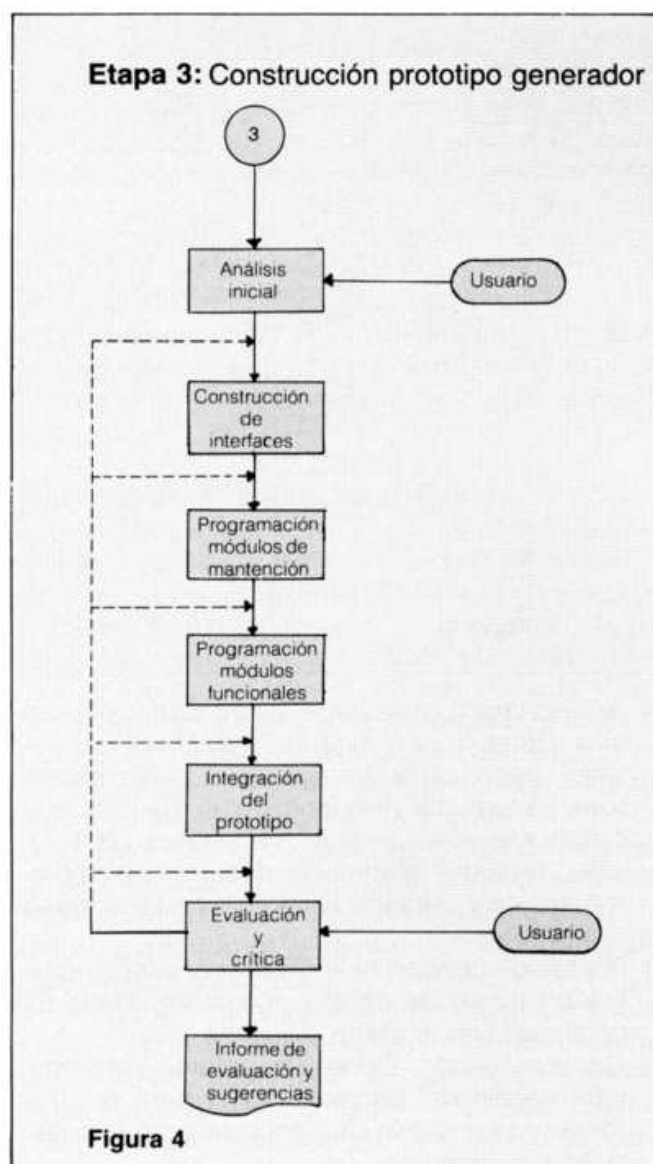 Etapa 3: Construcción prototipo generador
3
Análisis
inicial
Usuario
Construcción
de
interfaces
Programación
módulos de
mantención
Programación
módulos
funcionales
Integración
del
prototipo
Evaluación
y
crítica
Usuario
Informe de
evaluación y
sugerencias
Figura 4